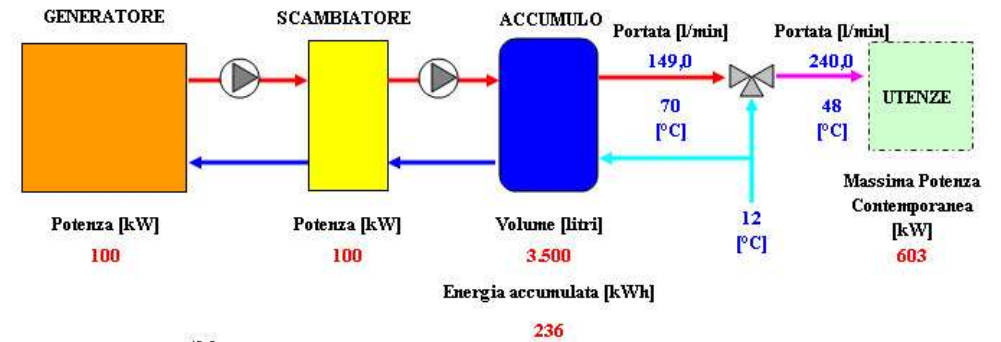 GENERATORE
SCAMBIATORE
ACCUMULO
Portata [l/min]
Portata [l/min]
149,0
240,0
70
[°C]
48
[°C]
UTENZE
Potenza [kW]
100
Potenza [kW]
100
Volume [litri]
3.500
12
[°C]
Massima Potenza
Contemporanea
[kW]
603
Energia accumulata [kWh]
236